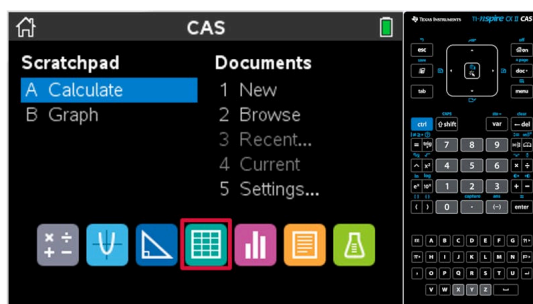 CAS
Scratchpad
A Calculate
B Graph
Documents
1 New
2 Browse
3 Recent...
4 Current
5 Settings...
TEXAS INSTRUMENTS TI-nspire CX II CAS
esc
on
doc
tab
menu
ctrl shift var del
7 8 9
4 5 6
1 2 3
0 . (−) enter
A B C D E F G
H I J K L M N
O P Q R S T U
V W X Y Z